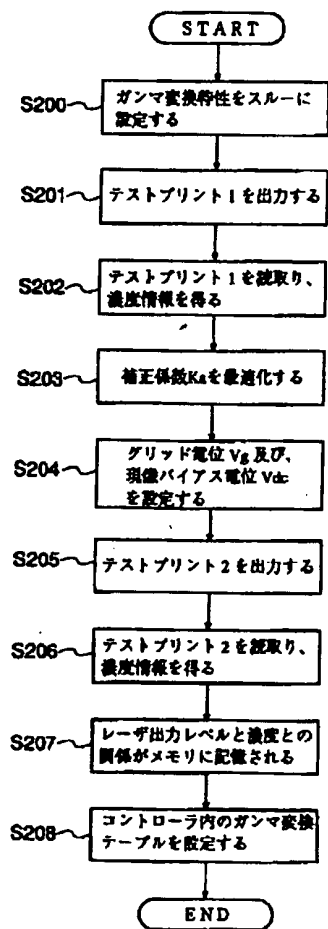 START
S200
ガンマ変換特性をスルーに
設定する
S201
テストプリント1を出力する
S202
テストプリント1を読取り、
濃度情報を得る
S203
補正係数Kaを最適化する
S204
グリッド電位 Vg 及び、
現像バイアス電位 Vdc
を設定する
S205
テストプリント2を出力する
S206
テストプリント2を読取り、
濃度情報を得る
S207
レーザ出力レベルと濃度との
関係がメモリに記憶される
S208
コントローラ内のガンマ変換
テーブルを設定する
END